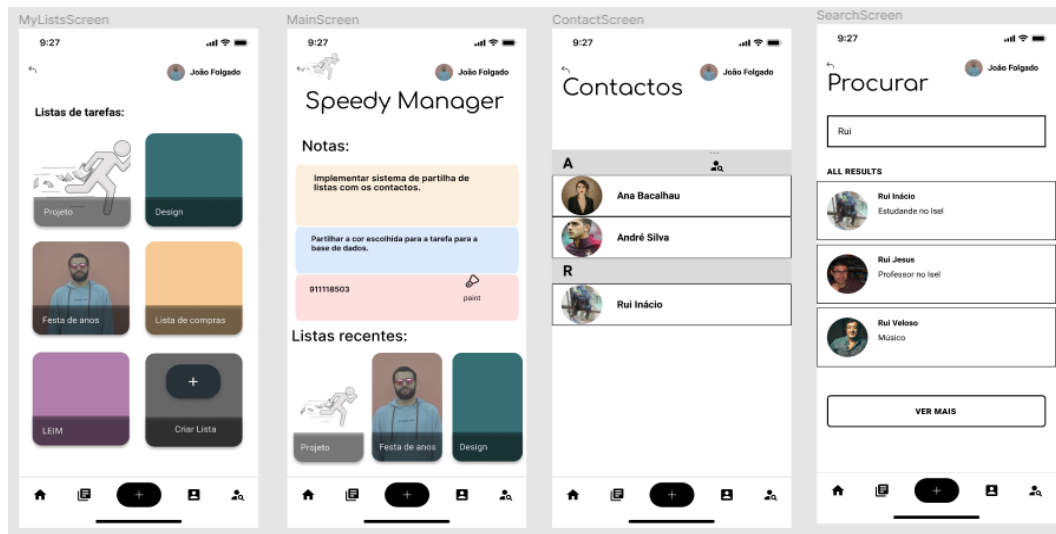 MyListsScreen
9:27
João Folgado
Listas de tarefas:
Projeto
Design
Festa de anos
Lista de compras
LEIM
+
Criar Lista
+
MainScreen
9:27
João Folgado
Speedy Manager
Notas:
Implementar sistema de partilha de
listas com os contactos.
Partilhar a cor escolhida para a tarefa para a
base de dados.
911118503
paint
Listas recentes:
Projeto
Festa de anos
Design
+
ContactScreen
9:27
João Folgado
Contactos
A
Ana Bacalhau
André Silva
R
Rui Inácio
+
SearchScreen
9:27
João Folgado
Procurar
Rui
ALL RESULTS
Rui Inácio
Estudande no Isel
Rui Jesus
Professor no Isel
Rui Veloso
Músico
VER MAIS
+